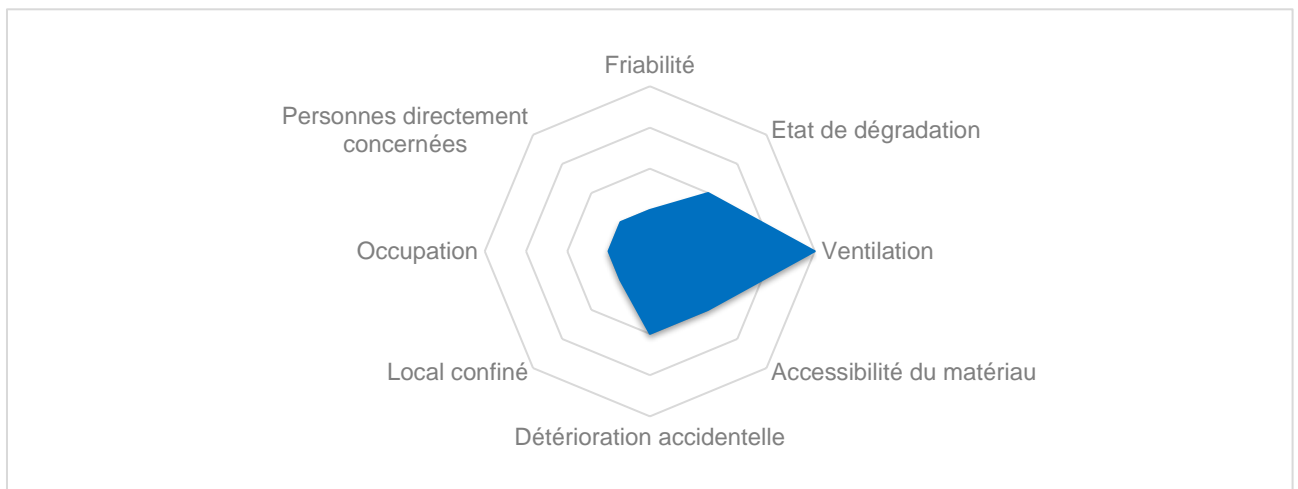 Friabilité
Personnes directement
concernées
Etat de dégradation
Occupation
Ventilation
Local confiné
Accessibilité du matériau
Détérioration accidentelle